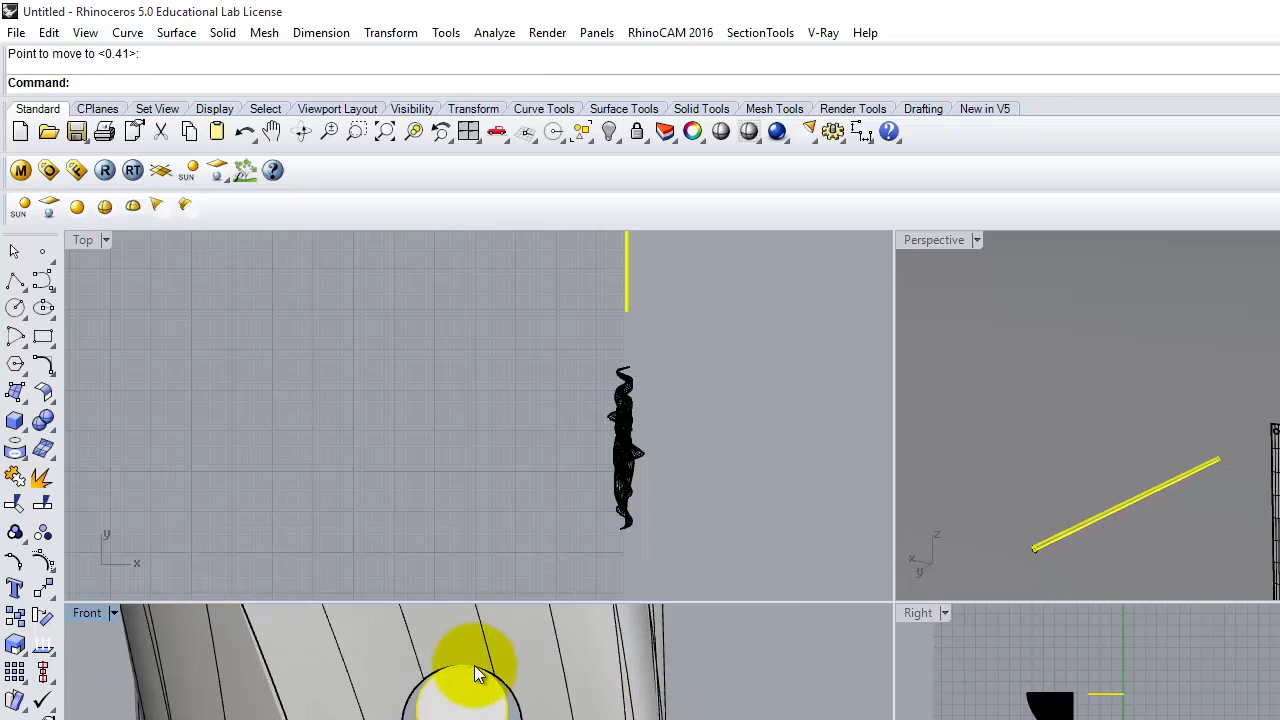 Untitled - Rhinoceros 5.0 Educational Lab License
File Edit View Curve Surface Solid Mesh Dimension Transform Tools Analyze Render Panels RhinoCAM 2016 SectionTools V-Ray Help
Point to move to <0.41>:
Command:
Standard CPlanes Set View Display Select Viewport Layout Visibility Transform Curve Tools Surface Tools Solid Tools Mesh Tools Render Tools Drafting New in V5
M O F R RT SUN
SUN
Top Perspective
y x
z x y
Front Right